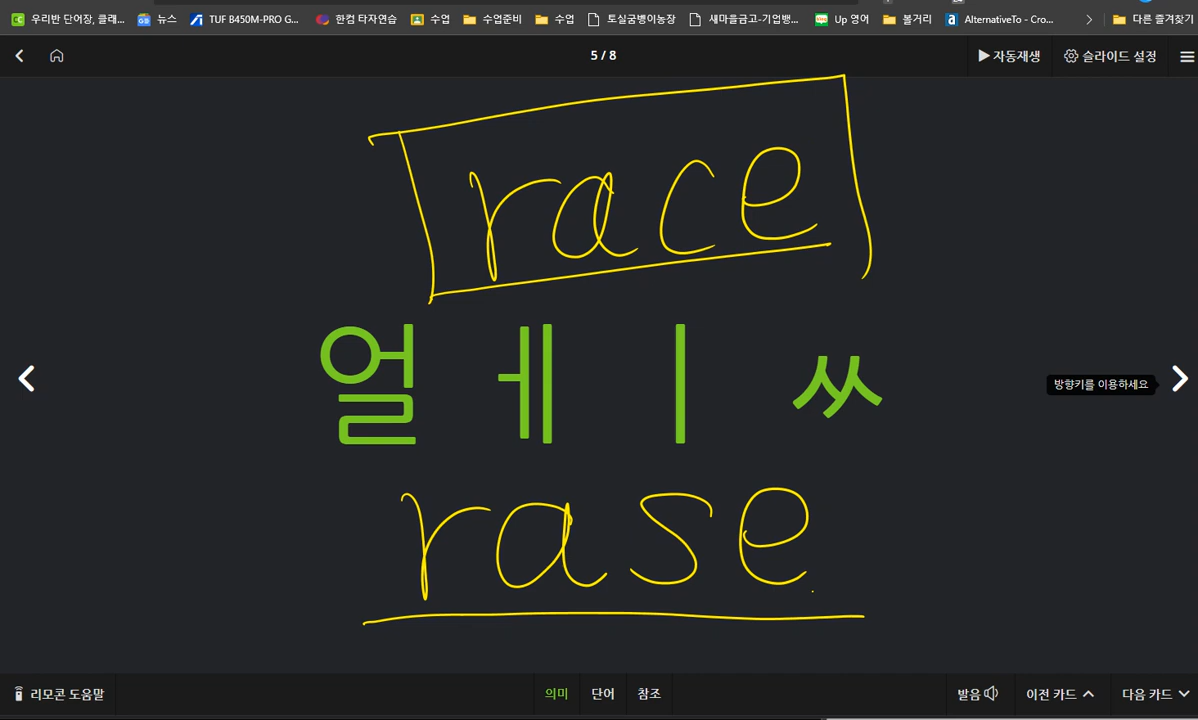 우리반 단어장, 클래... 뉴스 TUF B450M-PRO G... 한컴 타자연습 수업 수업준비 수업 토실굼벵이농장 새마을금고-기업뱅... Up 영어 볼거리 AlternativeTo - Cro... 다른 즐겨찾기
5 / 8 자동재생 슬라이드 설정
race
얼 ㅔ ㅣ ㅆ
방향키를 이용하세요
rase
리모콘 도움말 의미 단어 참조 발음 이전 카드 다음 카드